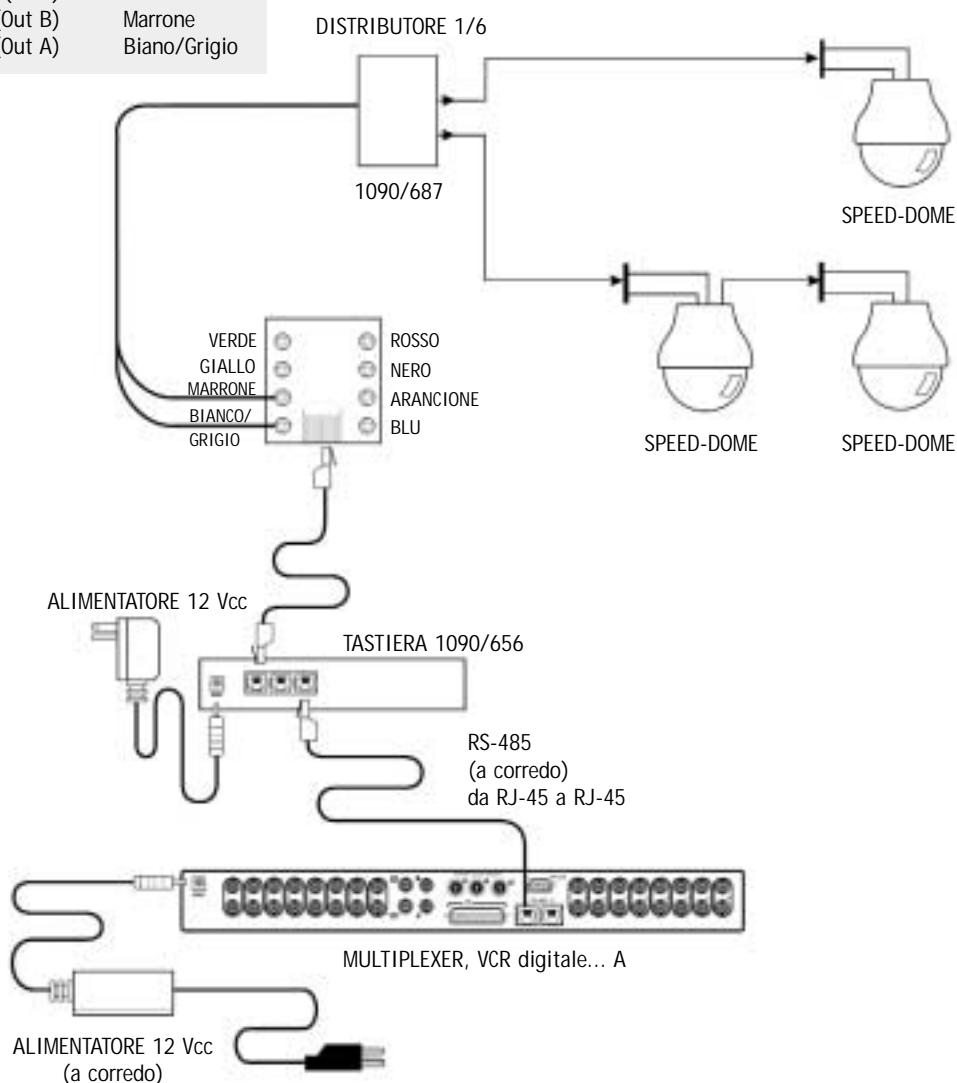 (Out B) Marrone
(Out A) Biano/Grigio
DISTRIBUTORE 1/6
1090/687
SPEED-DOME
VERDE ROSSO
GIALLO NERO
MARRONE ARANCIONE
BIANCO/ BLU
GRIGIO
SPEED-DOME SPEED-DOME
ALIMENTATORE 12 Vcc
TASTIERA 1090/656
RS-485
(a corredo)
da RJ-45 a RJ-45
MULTIPLEXER, VCR digitale... A
ALIMENTATORE 12 Vcc
(a corredo)